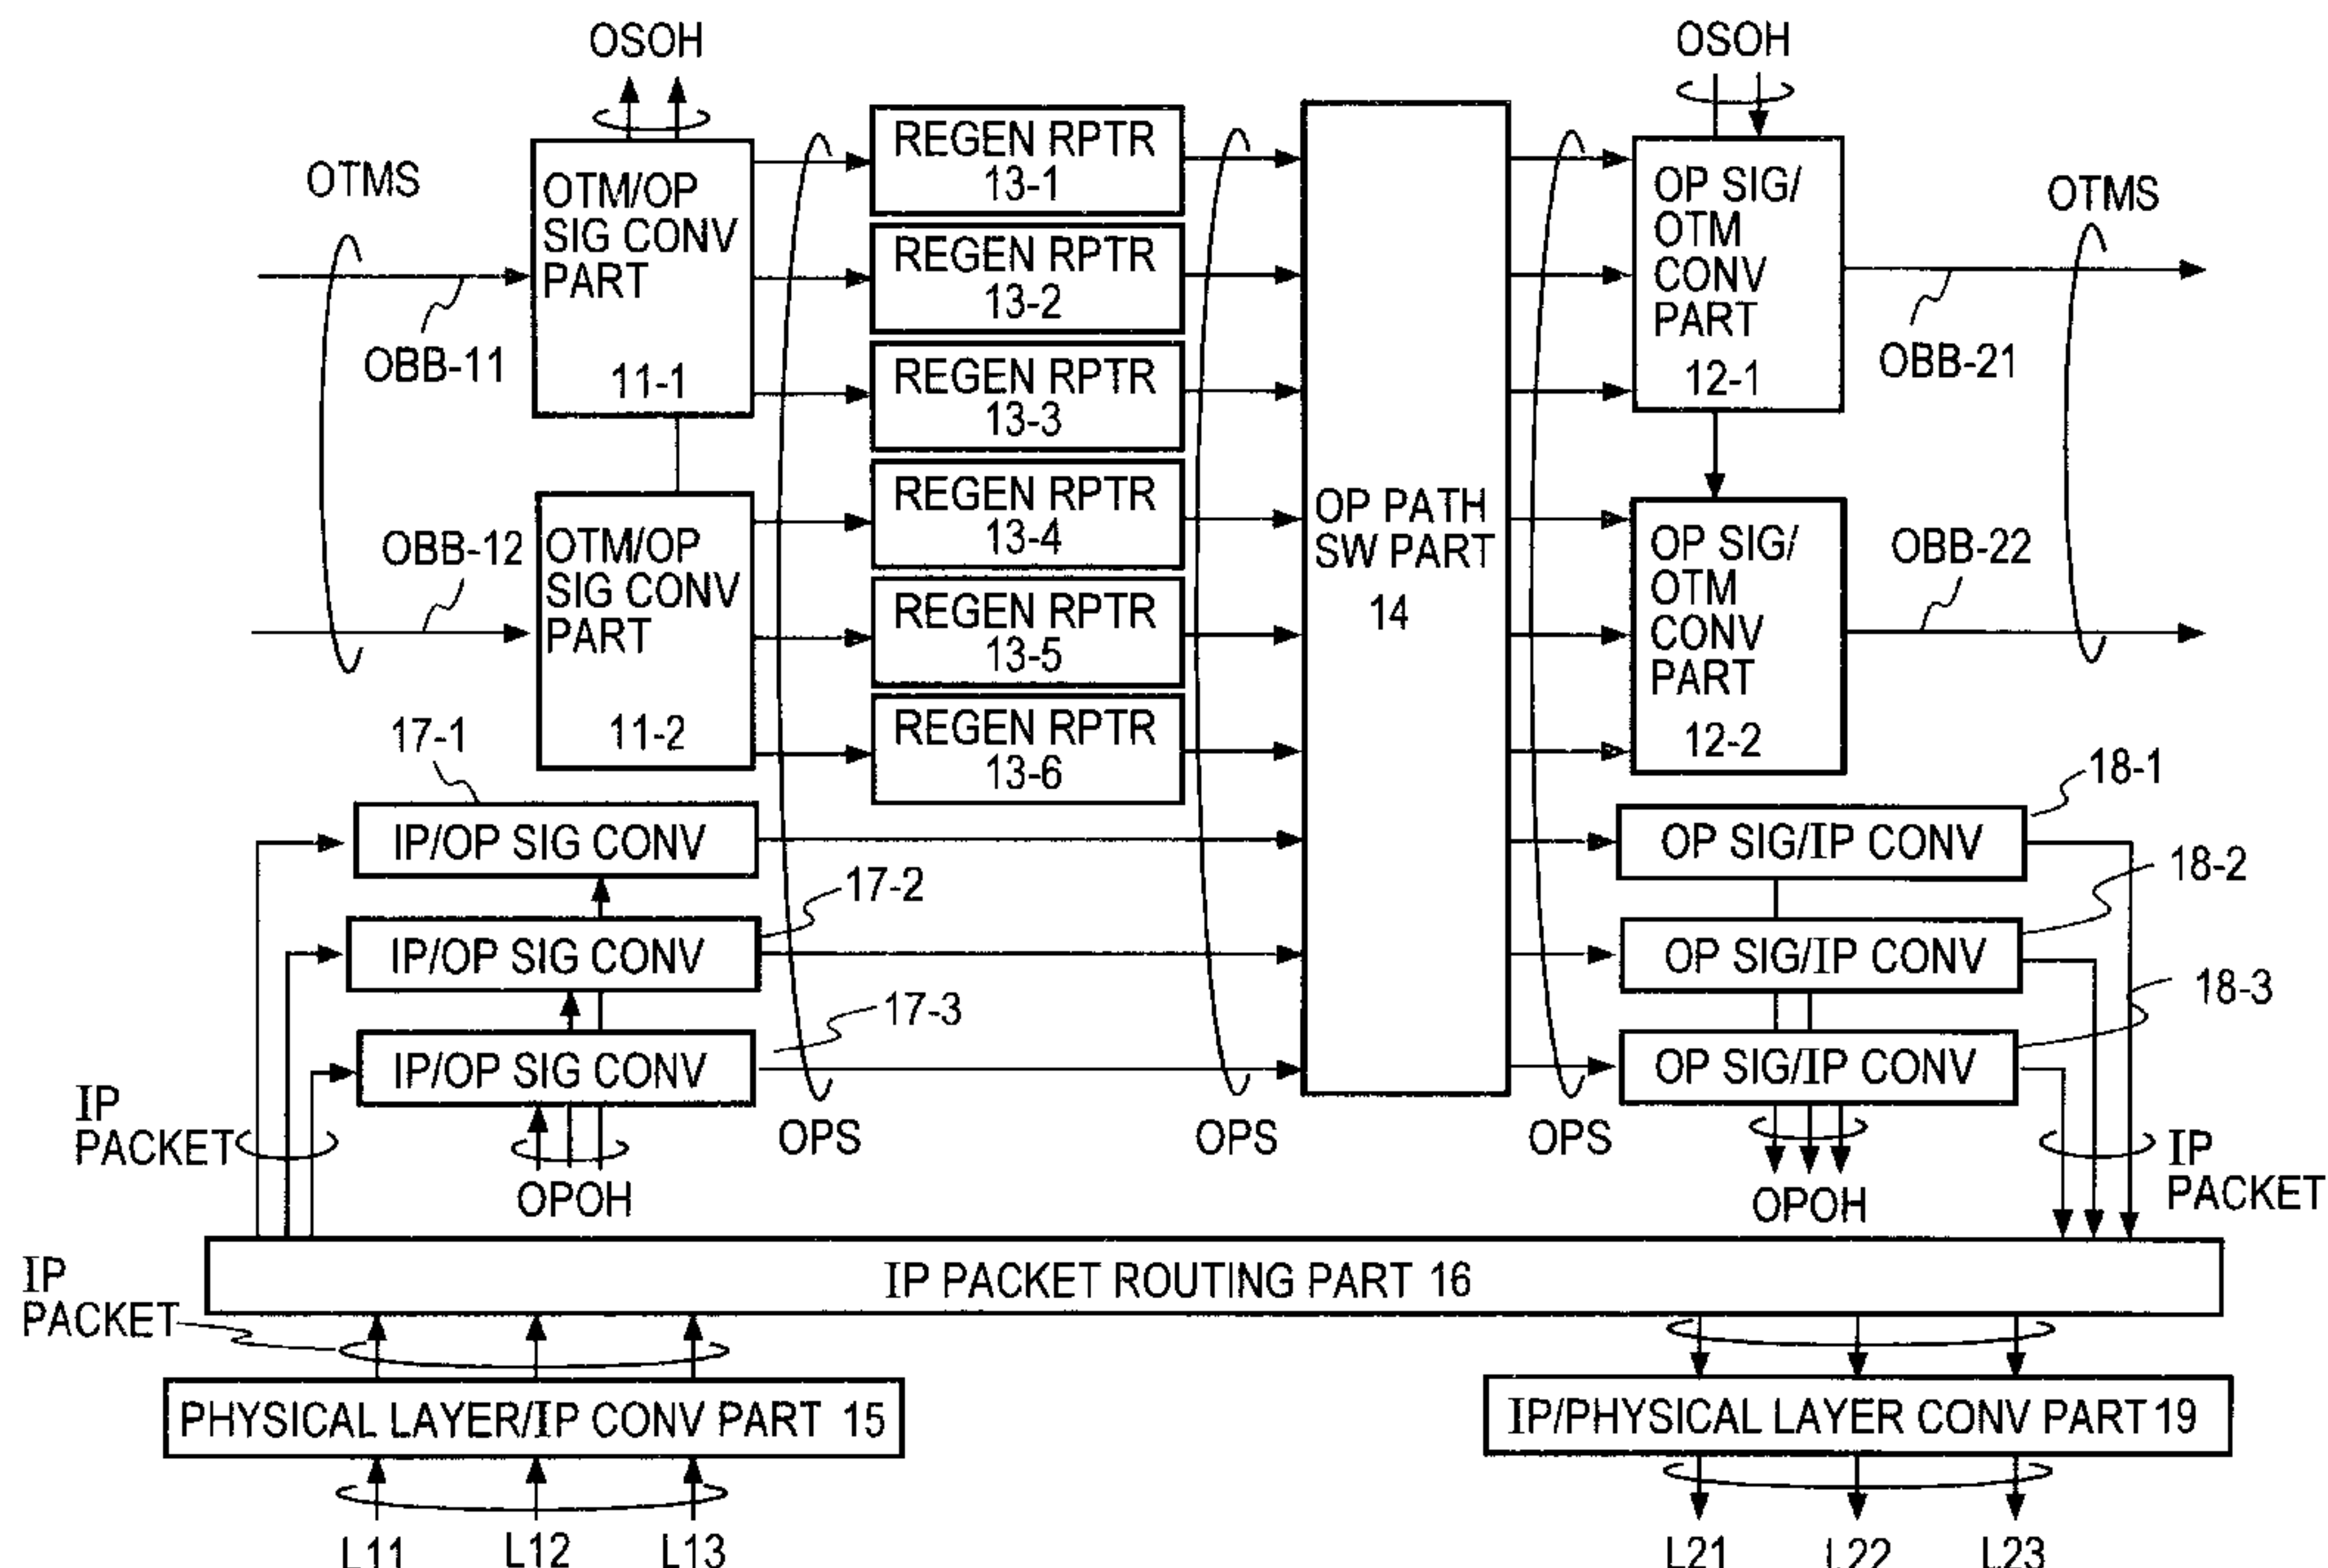 OSOH
OSOH
OTMS
OTM/OP
SIG CONV
PART
11-1
REGEN RPTR
13-1
REGEN RPTR
13-2
REGEN RPTR
13-3
REGEN RPTR
13-4
REGEN RPTR
13-5
REGEN RPTR
13-6
OP PATH
SW PART
14
OP SIG/
OTM
CONV
PART
12-1
OTMS
OBB-11
OBB-21
OBB-12
OTM/OP
SIG CONV
PART
11-2
OP SIG/
OTM
CONV
PART
12-2
OBB-22
17-1
IP/OP SIG CONV
17-2
IP/OP SIG CONV
17-3
IP/OP SIG CONV
18-1
OP SIG/IP CONV
18-2
OP SIG/IP CONV
18-3
OP SIG/IP CONV
IP
PACKET
OPOH
OPS
OPS
OPS
OPOH
IP
PACKET
IP PACKET ROUTING PART 16
IP
PACKET
PHYSICAL LAYER/IP CONV PART 15
IP/PHYSICAL LAYER CONV PART 19
L11
L12
L13
L21
L22
L23